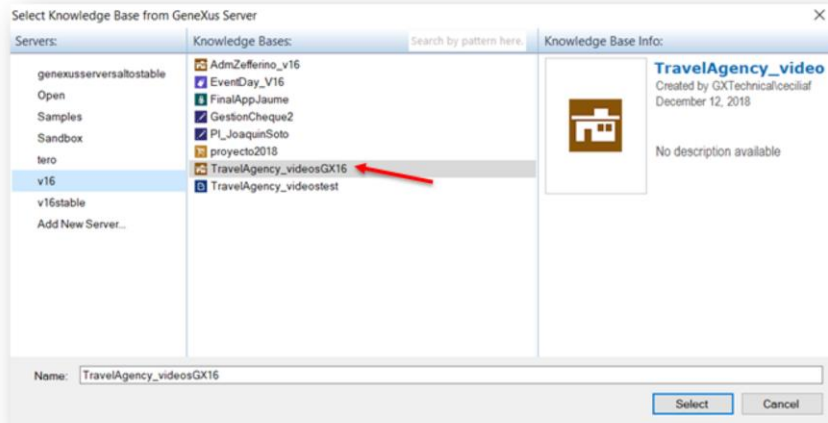 Select Knowledge Base from GeneXus Server
Servers:
genexusserversaltostable
Open
Samples
Sandbox
tero
v16
v16stable
Add New Server...
Knowledge Bases:
Search by pattern here.
AdmZefferino_v16
EventDay_V16
FinalAppJaume
GestionCheque2
PI_JoaquinSoto
proyecto2018
TravelAgency_videosGX16
TravelAgency_videostest
Knowledge Base Info:
TravelAgency_video
Created by GXTechnical\ceciliaf
December 12, 2018
No description available
Name: TravelAgency_videosGX16
Select Cancel